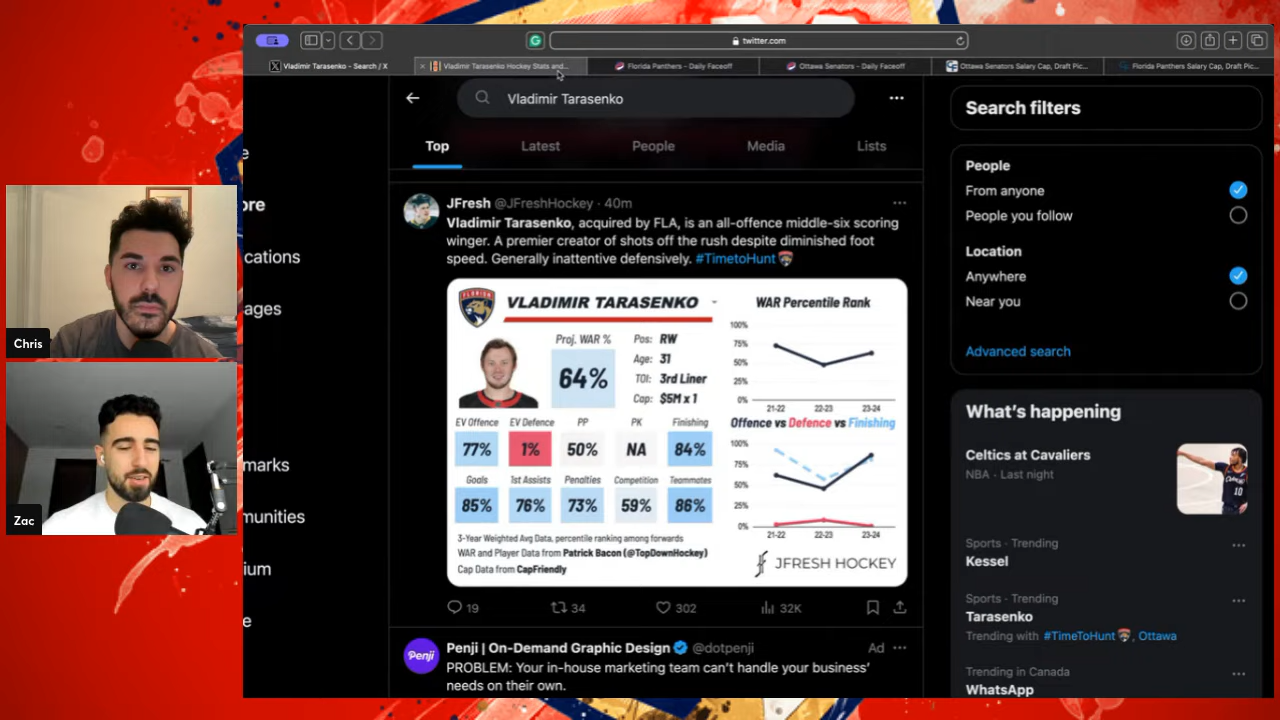 twitter.com
Vladimir Tarasenko - Search / X
Vladimir Tarasenko Hockey Stats and...
Florida Panthers - Daily Faceoff
Ottawa Senators - Daily Faceoff
Ottawa Senators Salary Cap, Draft Pic...
Florida Panthers Salary Cap, Draft Pic...
Vladimir Tarasenko
Top
Latest
People
Media
Lists
e
ore
cations
ages
marks
munities
ium
e
JFresh @JFreshHockey · 40m
Vladimir Tarasenko, acquired by FLA, is an all-offence middle-six scoring
winger. A premier creator of shots off the rush despite diminished foot
speed. Generally inattentive defensively. #TimetoHunt
FLORIDA
VLADIMIR TARASENKO
Proj. WAR %
64%
Pos: RW
Age: 31
TOI: 3rd Liner
Cap: $5M x 1
EV Offence EV Defence PP PK Finishing
77% 1% 50% NA 84%
Goals 1st Assists Penalties Competition Teammates
85% 76% 73% 59% 86%
3-Year Weighted Avg Data, percentile ranking among forwards
WAR and Player Data from Patrick Bacon (@TopDownHockey)
Cap Data from CapFriendly
WAR Percentile Rank
100%
75%
50%
25%
0%
21-22 22-23 23-24
Offence vs Defence vs Finishing
100%
75%
50%
25%
0%
21-22 22-23 23-24
JFRESH HOCKEY
19 34 302 32K
Penji
Penji | On-Demand Graphic Design @dotpenji Ad
PROBLEM: Your in-house marketing team can't handle your business'
needs on their own.
Search filters
People
From anyone
People you follow
Location
Anywhere
Near you
Advanced search
What's happening
Celtics at Cavaliers
NBA · Last night
10
Sports · Trending
Kessel
Sports · Trending
Tarasenko
Trending with #TimeToHunt , Ottawa
Trending in Canada
WhatsApp
Chris
Zac